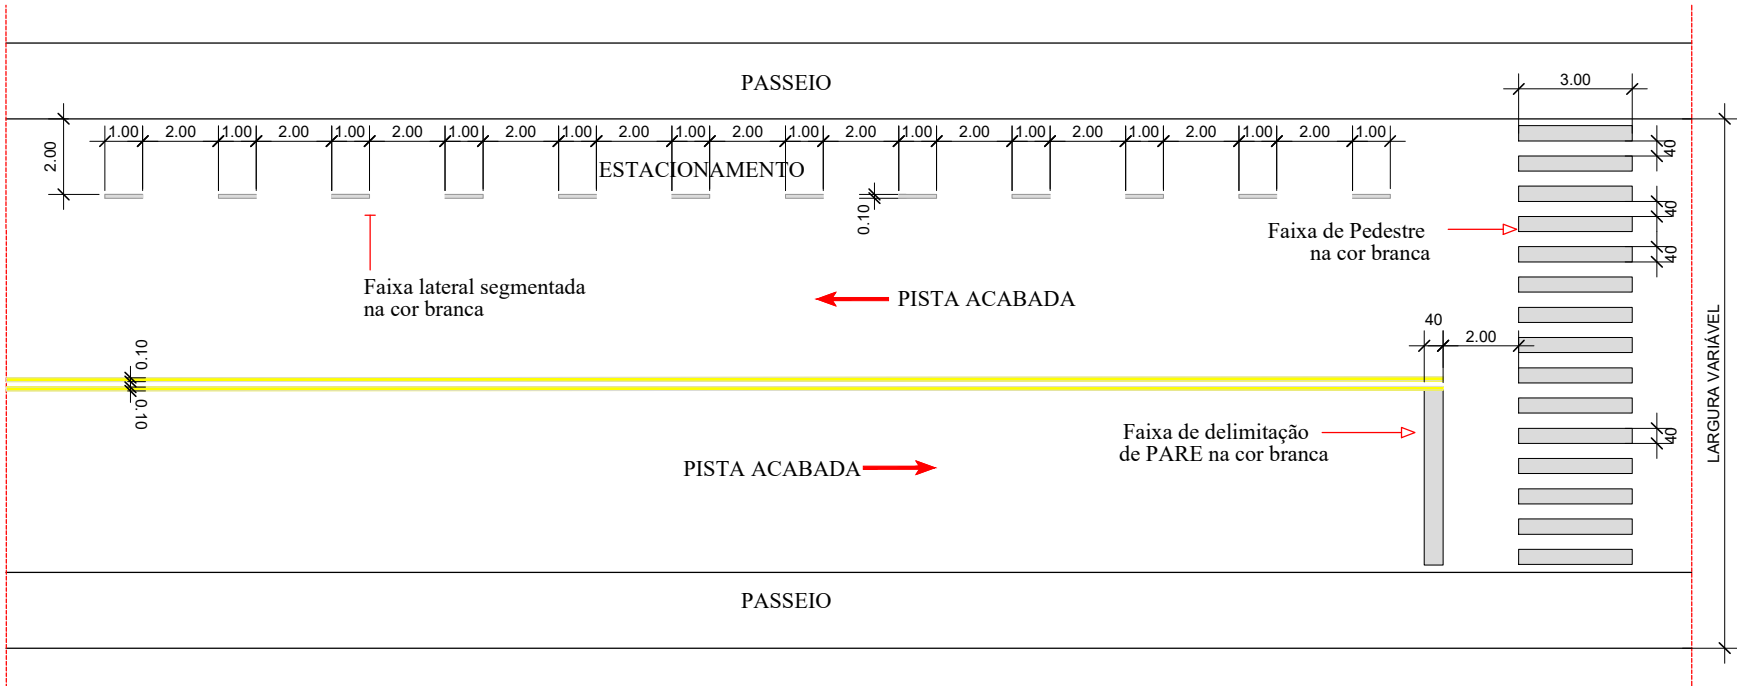 PASSEIO
3.00
1.00 2.00 1.00 2.00 1.00 2.00 1.00 2.00 1.00 2.00 1.00 2.00 1.00 2.00 1.00 2.00 1.00 2.00 1.00 2.00 1.00 2.00 1.00
2.00
ESTACIONAMENTO
40
0.10
40
Faixa de Pedestre
na cor branca
40
Faixa lateral segmentada
na cor branca
PISTA ACABADA
40
2.00
LARGURA VARIÁVEL
0.10
0.10
Faixa de delimitação
de PARE na cor branca
40
PISTA ACABADA
PASSEIO